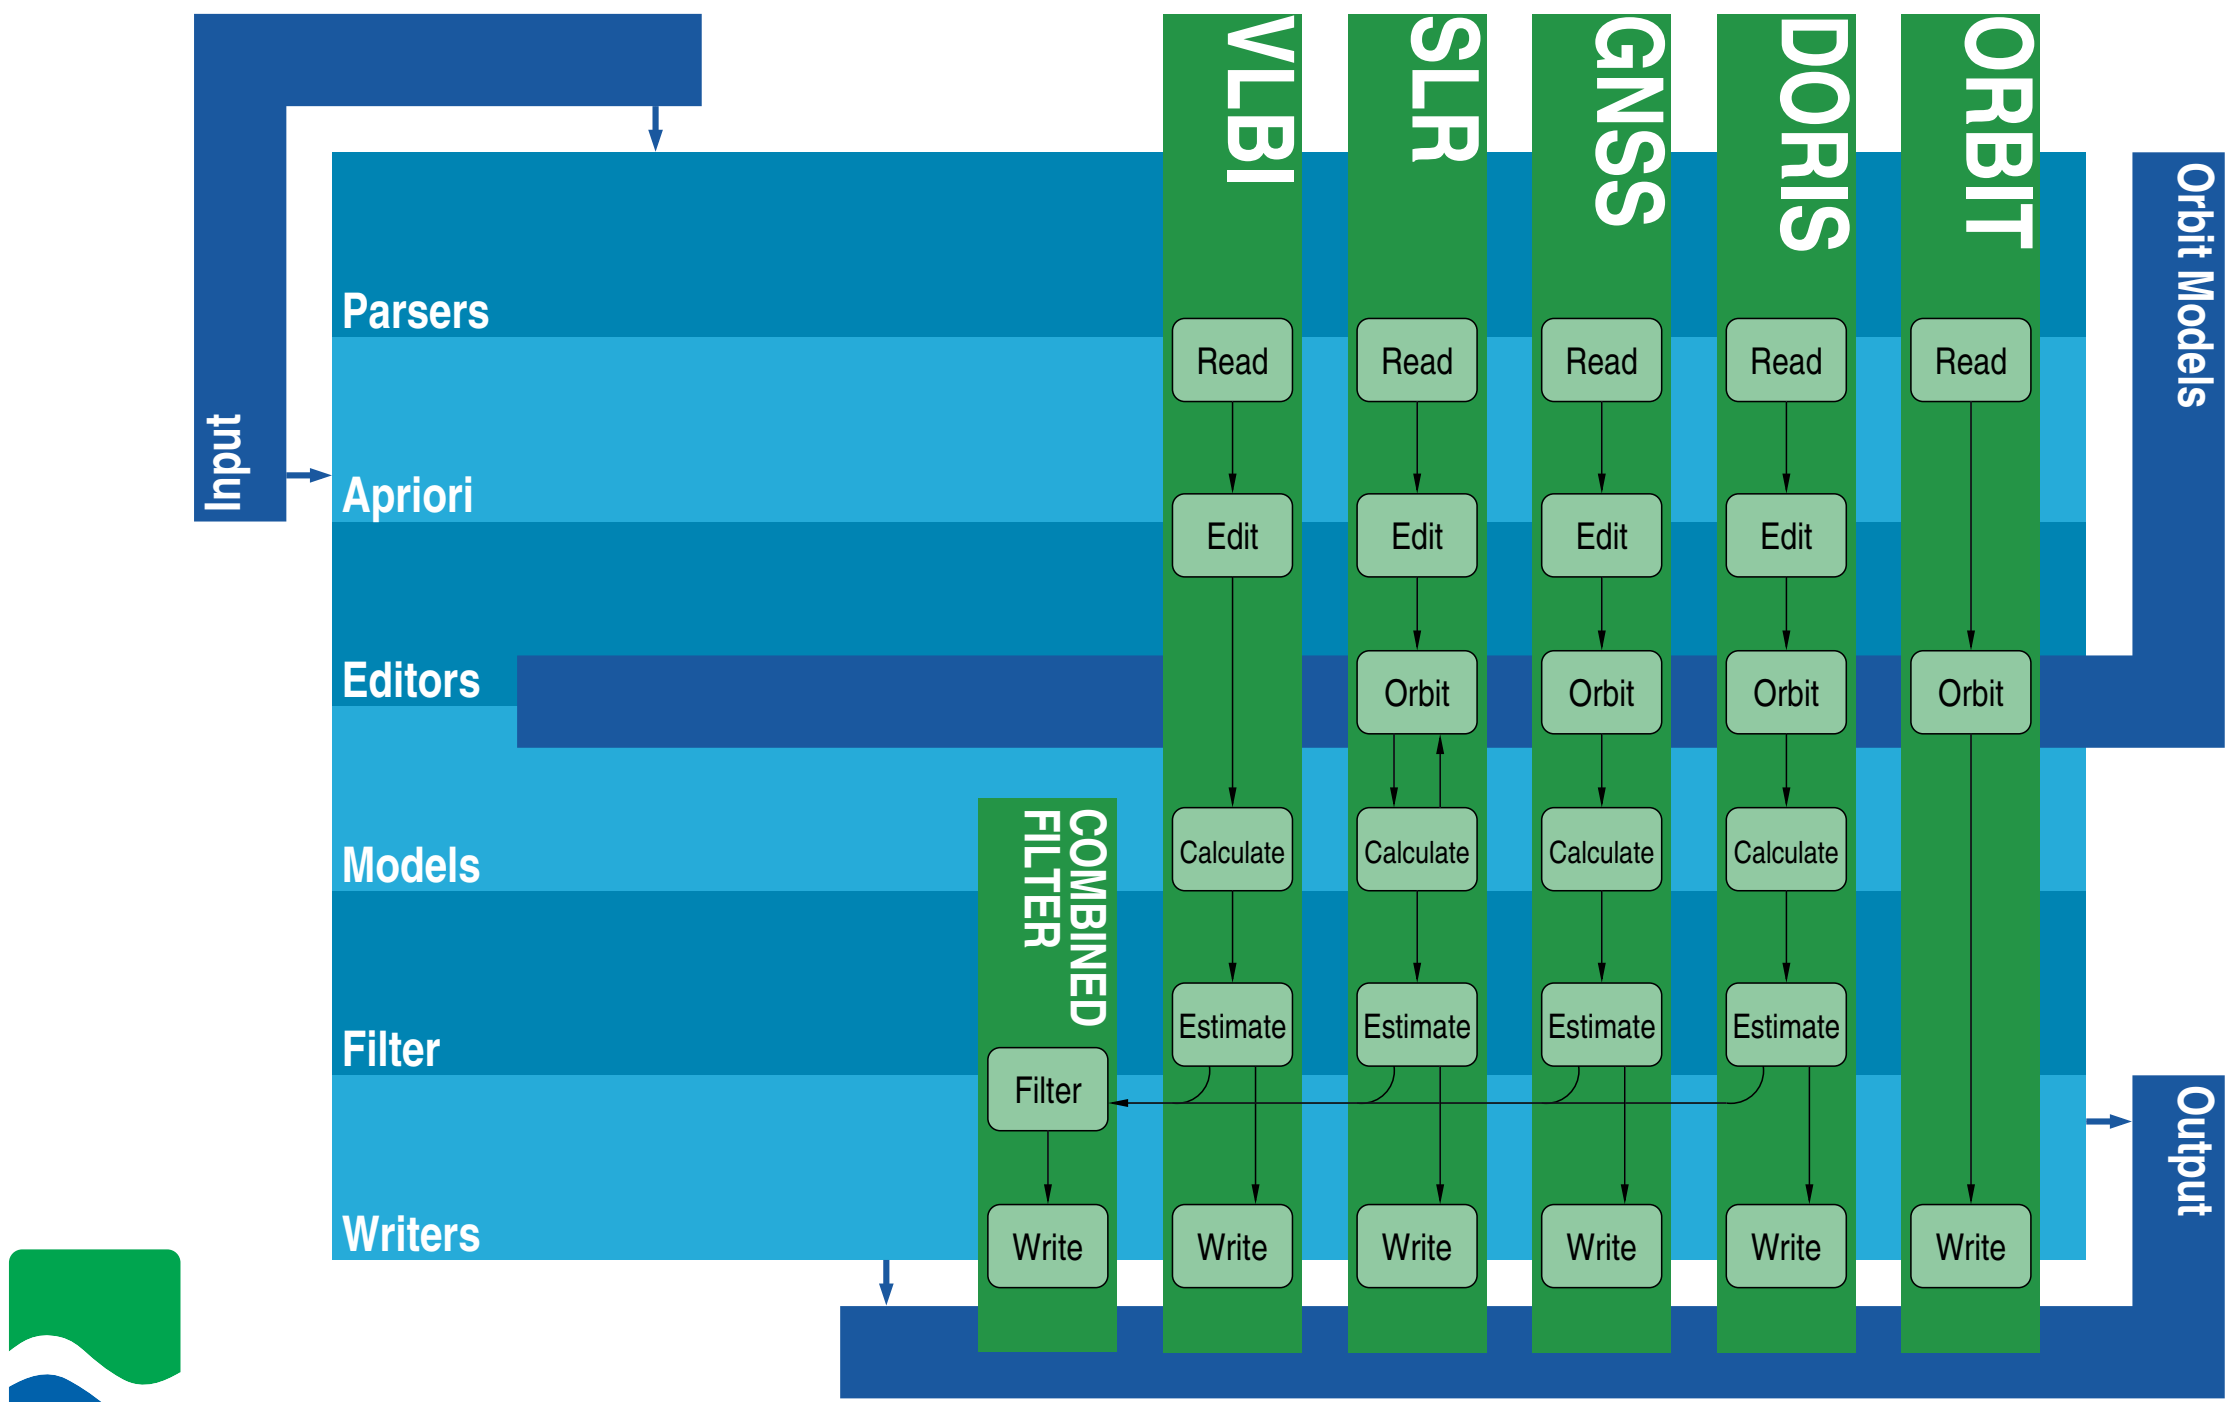 VLBI
SLR
GNSS
DORIS
ORBIT
Orbit Models
Input
Parsers
Read
Read
Read
Read
Read
Apriori
Edit
Edit
Edit
Edit
Editors
Orbit
Orbit
Orbit
Orbit
COMBINED
FILTER
Models
Calculate
Calculate
Calculate
Calculate
Filter
Estimate
Estimate
Estimate
Estimate
Filter
Output
Writers
Write
Write
Write
Write
Write
Write